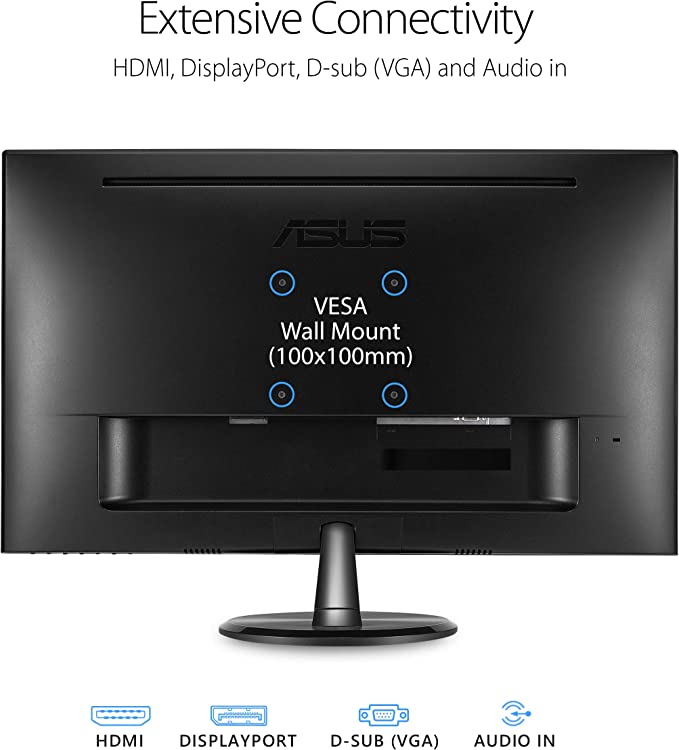 Extensive Connectivity
HDMI, DisplayPort, D-sub (VGA) and Audio in
ASUS
VESA
Wall Mount
(100x100mm)
HDMI
DISPLAYPORT
D-SUB (VGA)
AUDIO IN